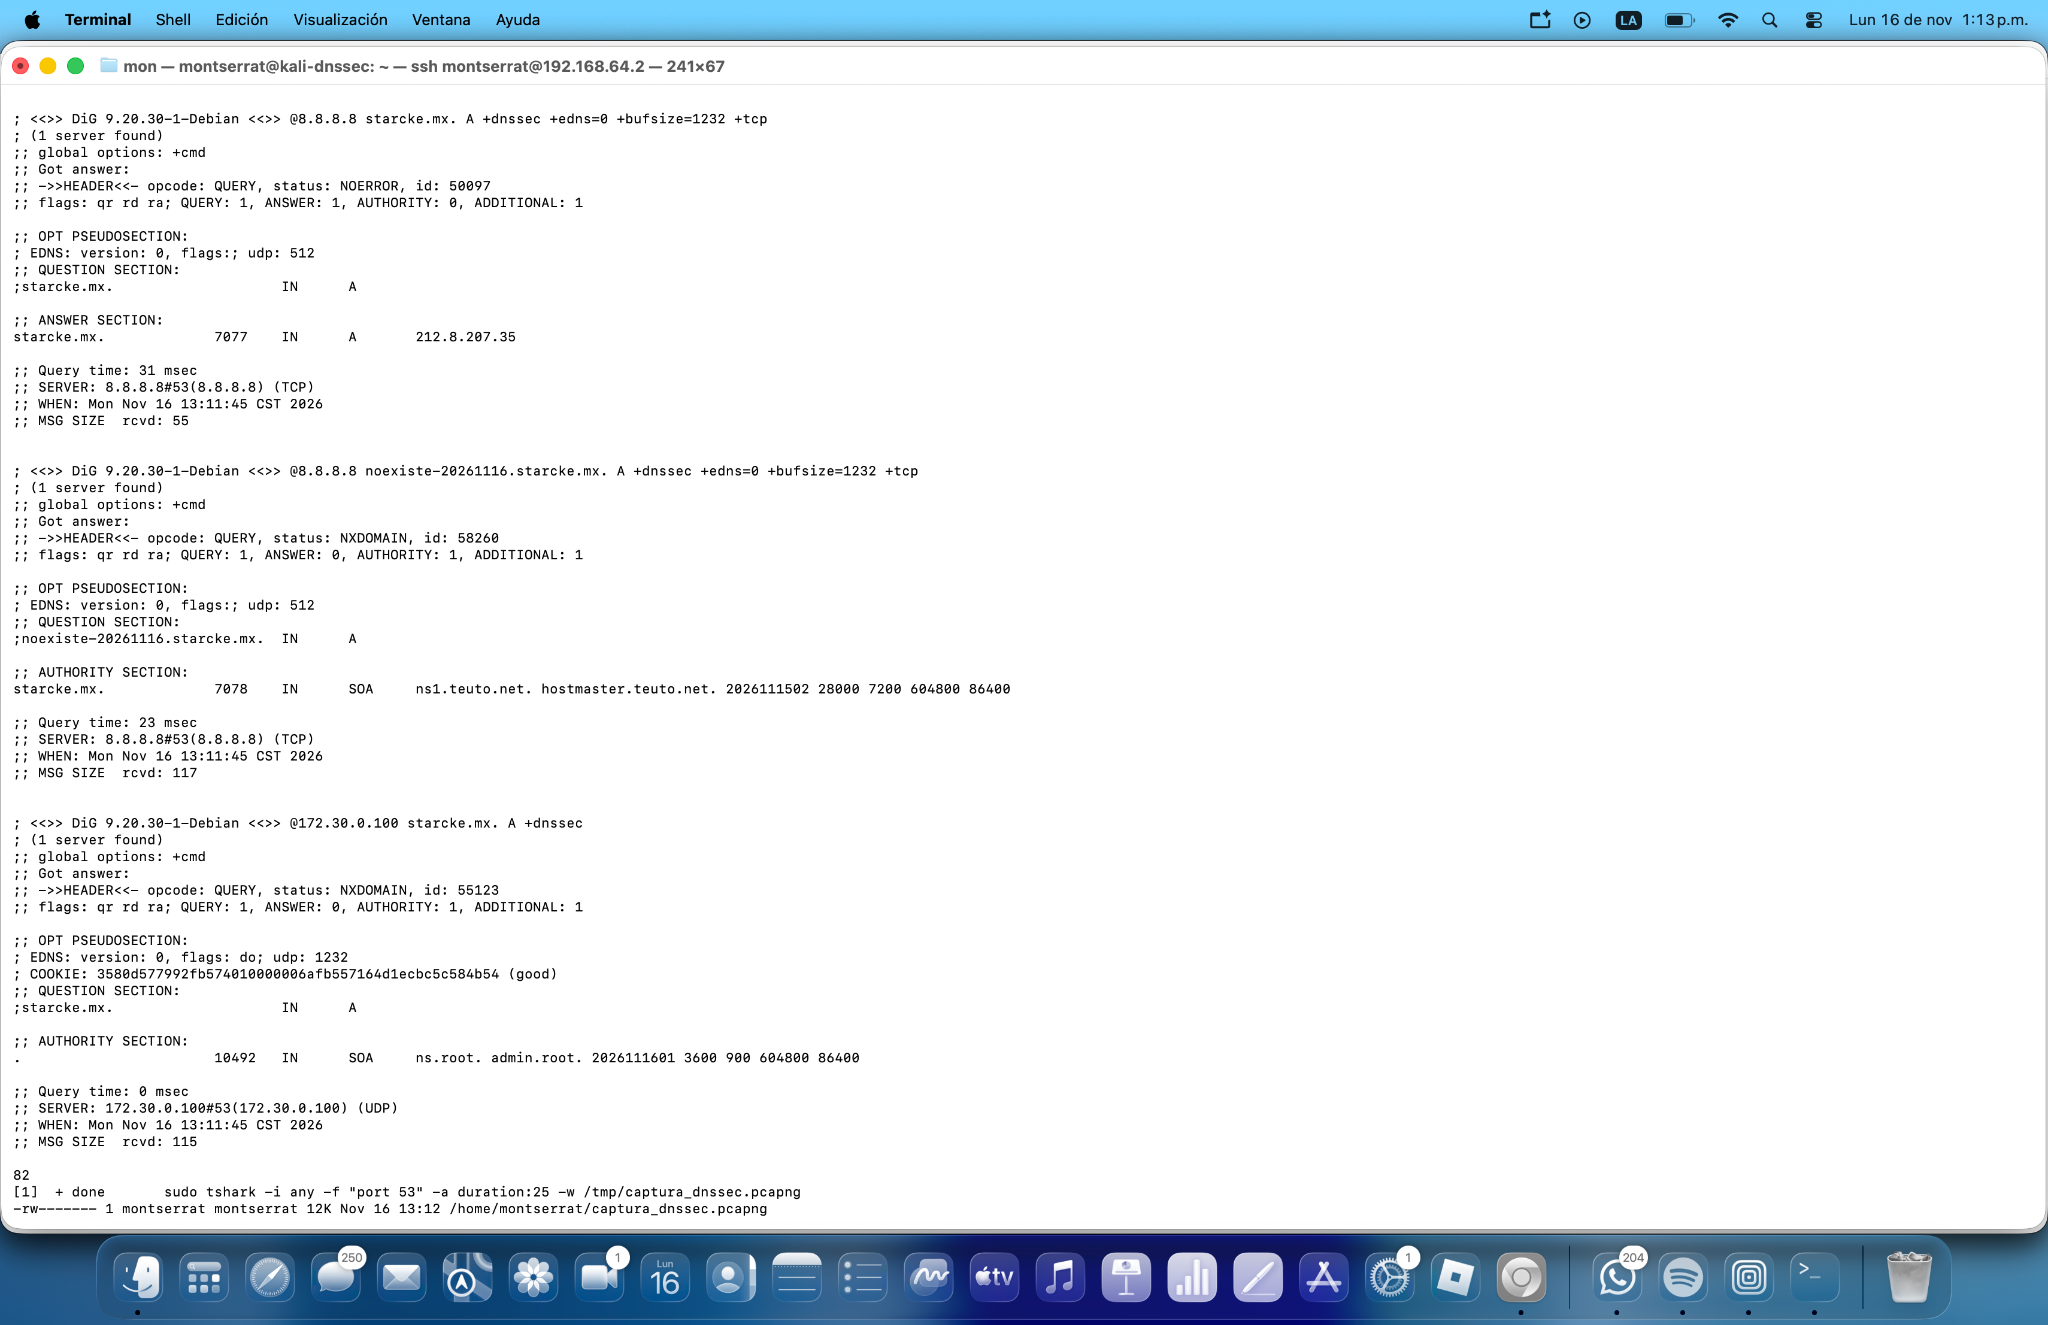 Terminal Shell Edición Visualización Ventana Ayuda LA Lun 16 de nov 1:13 p.m.
mon — montserrat@kali-dnssec: ~ — ssh montserrat@192.168.64.2 — 241×67
; <<>> DiG 9.20.30-1-Debian <<>> @8.8.8.8 starcke.mx. A +dnssec +edns=0 +bufsize=1232 +tcp
; (1 server found)
;; global options: +cmd
;; Got answer:
;; ->>HEADER<<- opcode: QUERY, status: NOERROR, id: 50097
;; flags: qr rd ra; QUERY: 1, ANSWER: 1, AUTHORITY: 0, ADDITIONAL: 1
;; OPT PSEUDOSECTION:
; EDNS: version: 0, flags:; udp: 512
;; QUESTION SECTION:
;starcke.mx. IN A
;; ANSWER SECTION:
starcke.mx. 7077 IN A 212.8.207.35
;; Query time: 31 msec
;; SERVER: 8.8.8.8#53(8.8.8.8) (TCP)
;; WHEN: Mon Nov 16 13:11:45 CST 2026
;; MSG SIZE rcvd: 55
; <<>> DiG 9.20.30-1-Debian <<>> @8.8.8.8 noexiste-20261116.starcke.mx. A +dnssec +edns=0 +bufsize=1232 +tcp
; (1 server found)
;; global options: +cmd
;; Got answer:
;; ->>HEADER<<- opcode: QUERY, status: NXDOMAIN, id: 58260
;; flags: qr rd ra; QUERY: 1, ANSWER: 0, AUTHORITY: 1, ADDITIONAL: 1
;; OPT PSEUDOSECTION:
; EDNS: version: 0, flags:; udp: 512
;; QUESTION SECTION:
;noexiste-20261116.starcke.mx. IN A
;; AUTHORITY SECTION:
starcke.mx. 7078 IN SOA ns1.teuto.net. hostmaster.teuto.net. 2026111502 28000 7200 604800 86400
;; Query time: 23 msec
;; SERVER: 8.8.8.8#53(8.8.8.8) (TCP)
;; WHEN: Mon Nov 16 13:11:45 CST 2026
;; MSG SIZE rcvd: 117
; <<>> DiG 9.20.30-1-Debian <<>> @172.30.0.100 starcke.mx. A +dnssec
; (1 server found)
;; global options: +cmd
;; Got answer:
;; ->>HEADER<<- opcode: QUERY, status: NXDOMAIN, id: 55123
;; flags: qr rd ra; QUERY: 1, ANSWER: 0, AUTHORITY: 1, ADDITIONAL: 1
;; OPT PSEUDOSECTION:
; EDNS: version: 0, flags: do; udp: 1232
; COOKIE: 3580d577992fb574010000006afb557164d1ecbc5c584b54 (good)
;; QUESTION SECTION:
;starcke.mx. IN A
;; AUTHORITY SECTION:
. 10492 IN SOA ns.root. admin.root. 2026111601 3600 900 604800 86400
;; Query time: 0 msec
;; SERVER: 172.30.0.100#53(172.30.0.100) (UDP)
;; WHEN: Mon Nov 16 13:11:45 CST 2026
;; MSG SIZE rcvd: 115
82
[1] + done sudo tshark -i any -f "port 53" -a duration:25 -w /tmp/captura_dnssec.pcapng
-rw------- 1 montserrat montserrat 12K Nov 16 13:12 /home/montserrat/captura_dnssec.pcapng
250 1 1 204
Lun
16
tv
>_